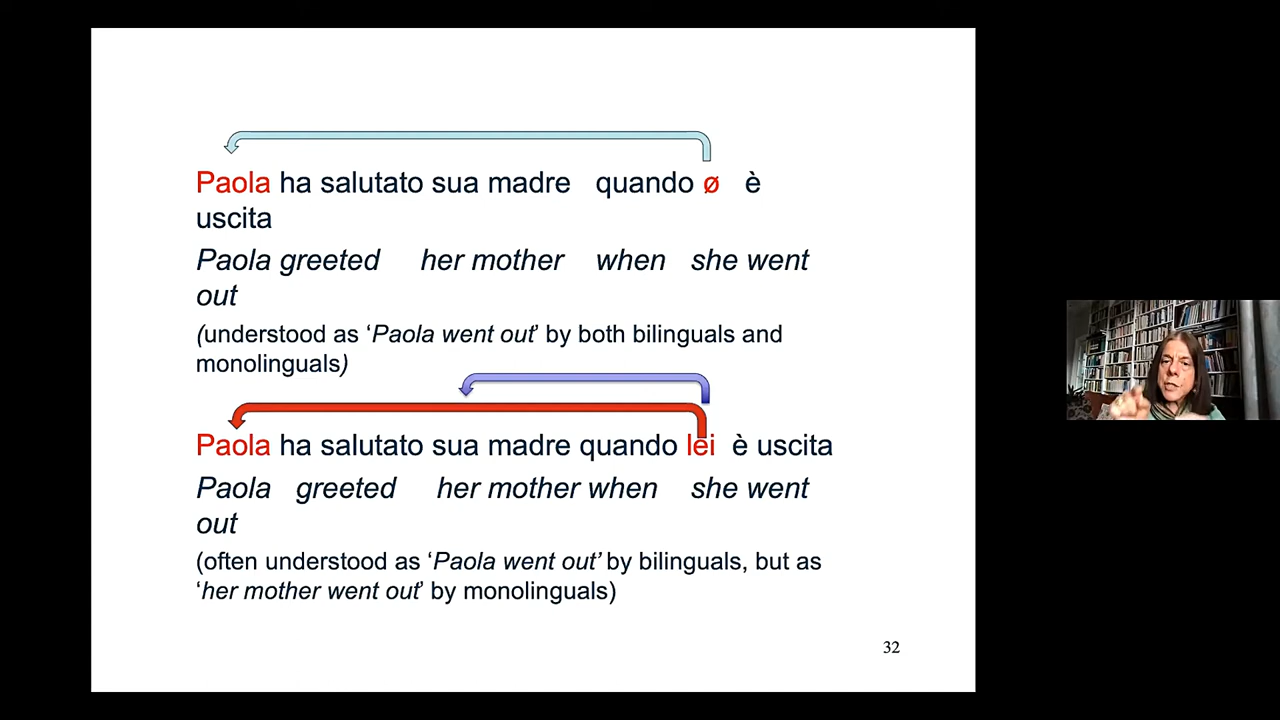 Paola ha salutato sua madre quando ø è
uscita
Paola greeted her mother when she went
out
(understood as ‘Paola went out’ by both bilinguals and
monolinguals)
Paola ha salutato sua madre quando lei è uscita
Paola greeted her mother when she went
out
(often understood as ‘Paola went out’ by bilinguals, but as
‘her mother went out’ by monolinguals)
32